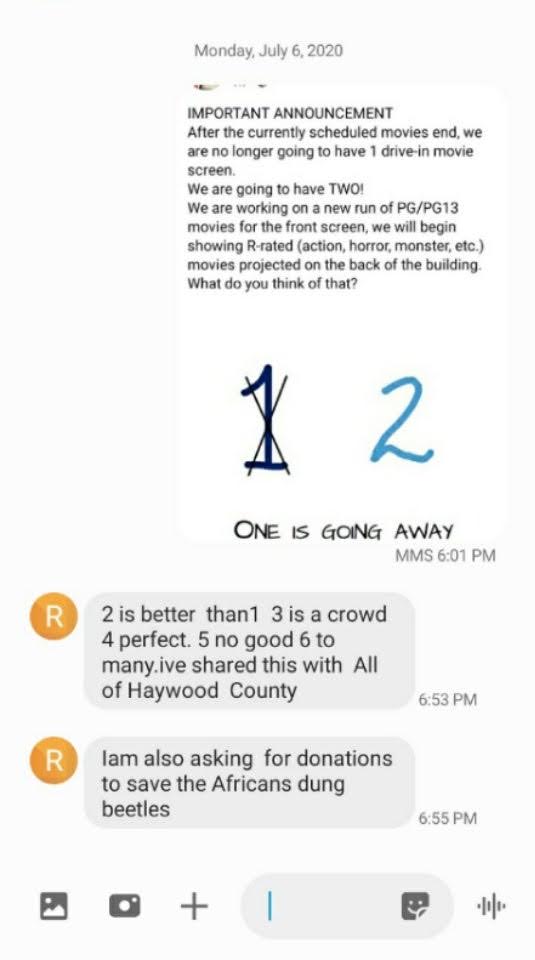 Monday, July 6, 2020
IMPORTANT ANNOUNCEMENT
After the currently scheduled movies end, we
are no longer going to have 1 drive-in movie
screen.
We are going to have TWO!
We are working on a new run of PG/PG13
movies for the front screen, we will begin
showing R-rated (action, horror, monster, etc.)
movies projected on the back of the building.
What do you think of that?
1 2
ONE IS GOING AWAY
MMS 6:01 PM
R
2 is better than1 3 is a crowd
4 perfect. 5 no good 6 to
many.ive shared this with All
of Haywood County
6:53 PM
R
Iam also asking for donations
to save the Africans dung
beetles
6:55 PM